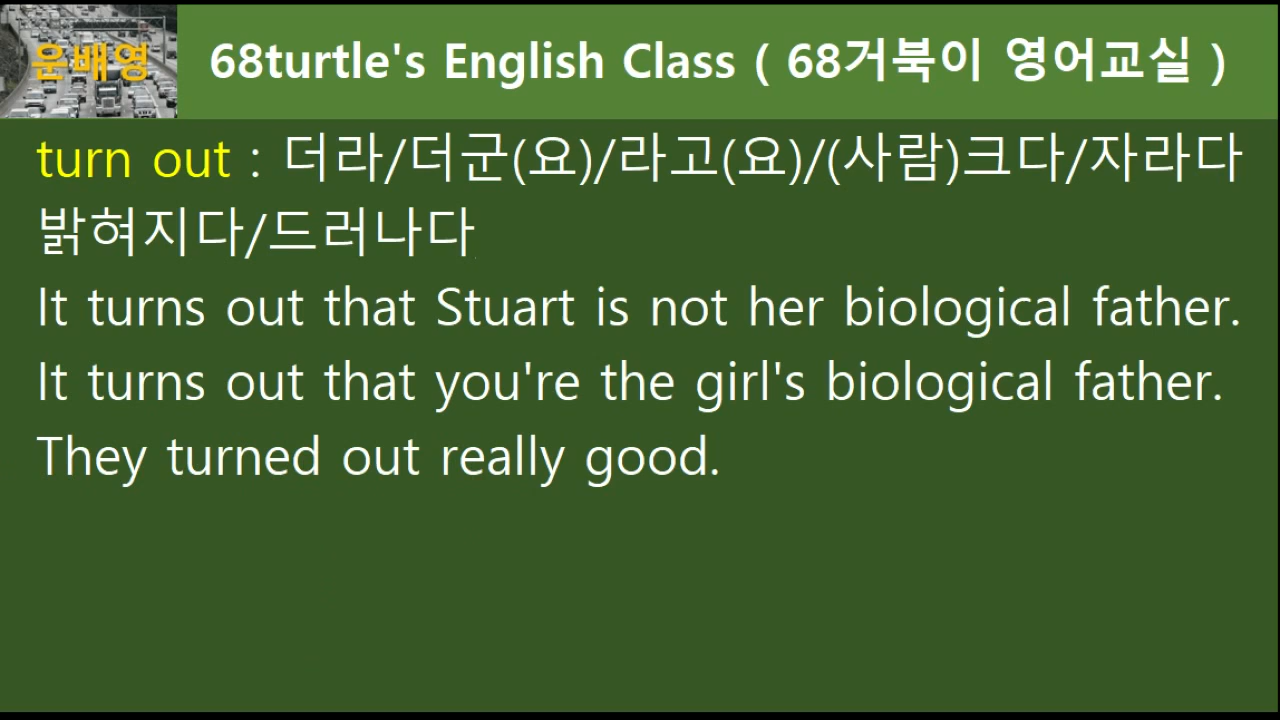 운배영
68turtle's English Class ( 68거북이 영어교실 )
turn out : 더라/더군(요)/라고(요)/(사람)크다/자라다
밝혀지다/드러나다
It turns out that Stuart is not her biological father.
It turns out that you're the girl's biological father.
They turned out really good.